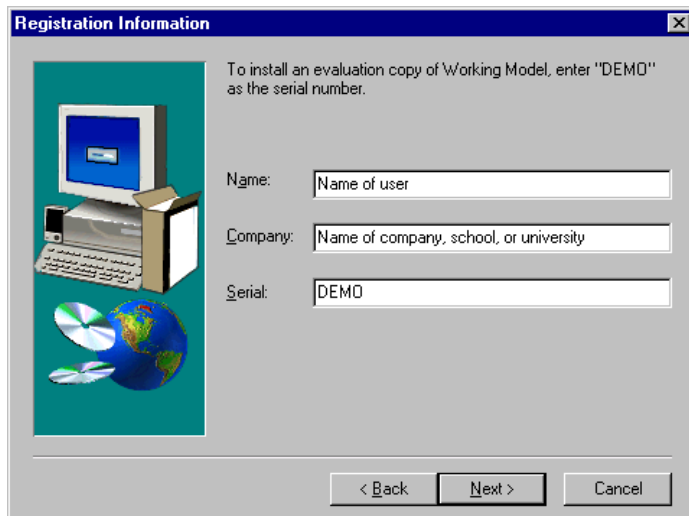 Registration Information
To install an evaluation copy of Working Model, enter "DEMO"
as the serial number.
Name: Name of user
Company: Name of company, school, or university
Serial: DEMO
< Back Next > Cancel